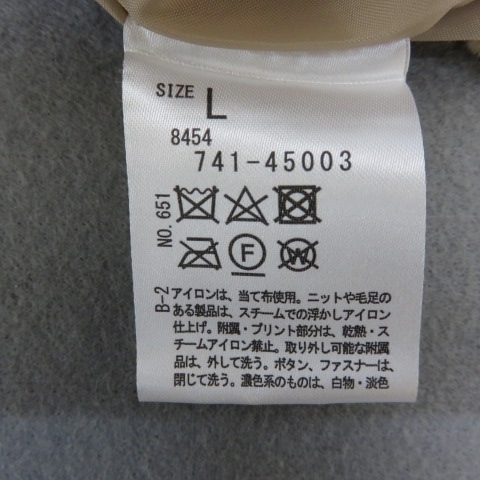 SIZE L
8454
741-45003
NO. 651
F W
B-2
アイロンは、当て布使用。ニットや毛足の
ある製品は、スチームでの浮かしアイロン
仕上げ。附属・プリント部分は、乾熱・ス
チームアイロン禁止。取り外し可能な附属
品は、外して洗う。ボタン、ファスナーは、
閉じて洗う。濃色系のものは、白物・淡色